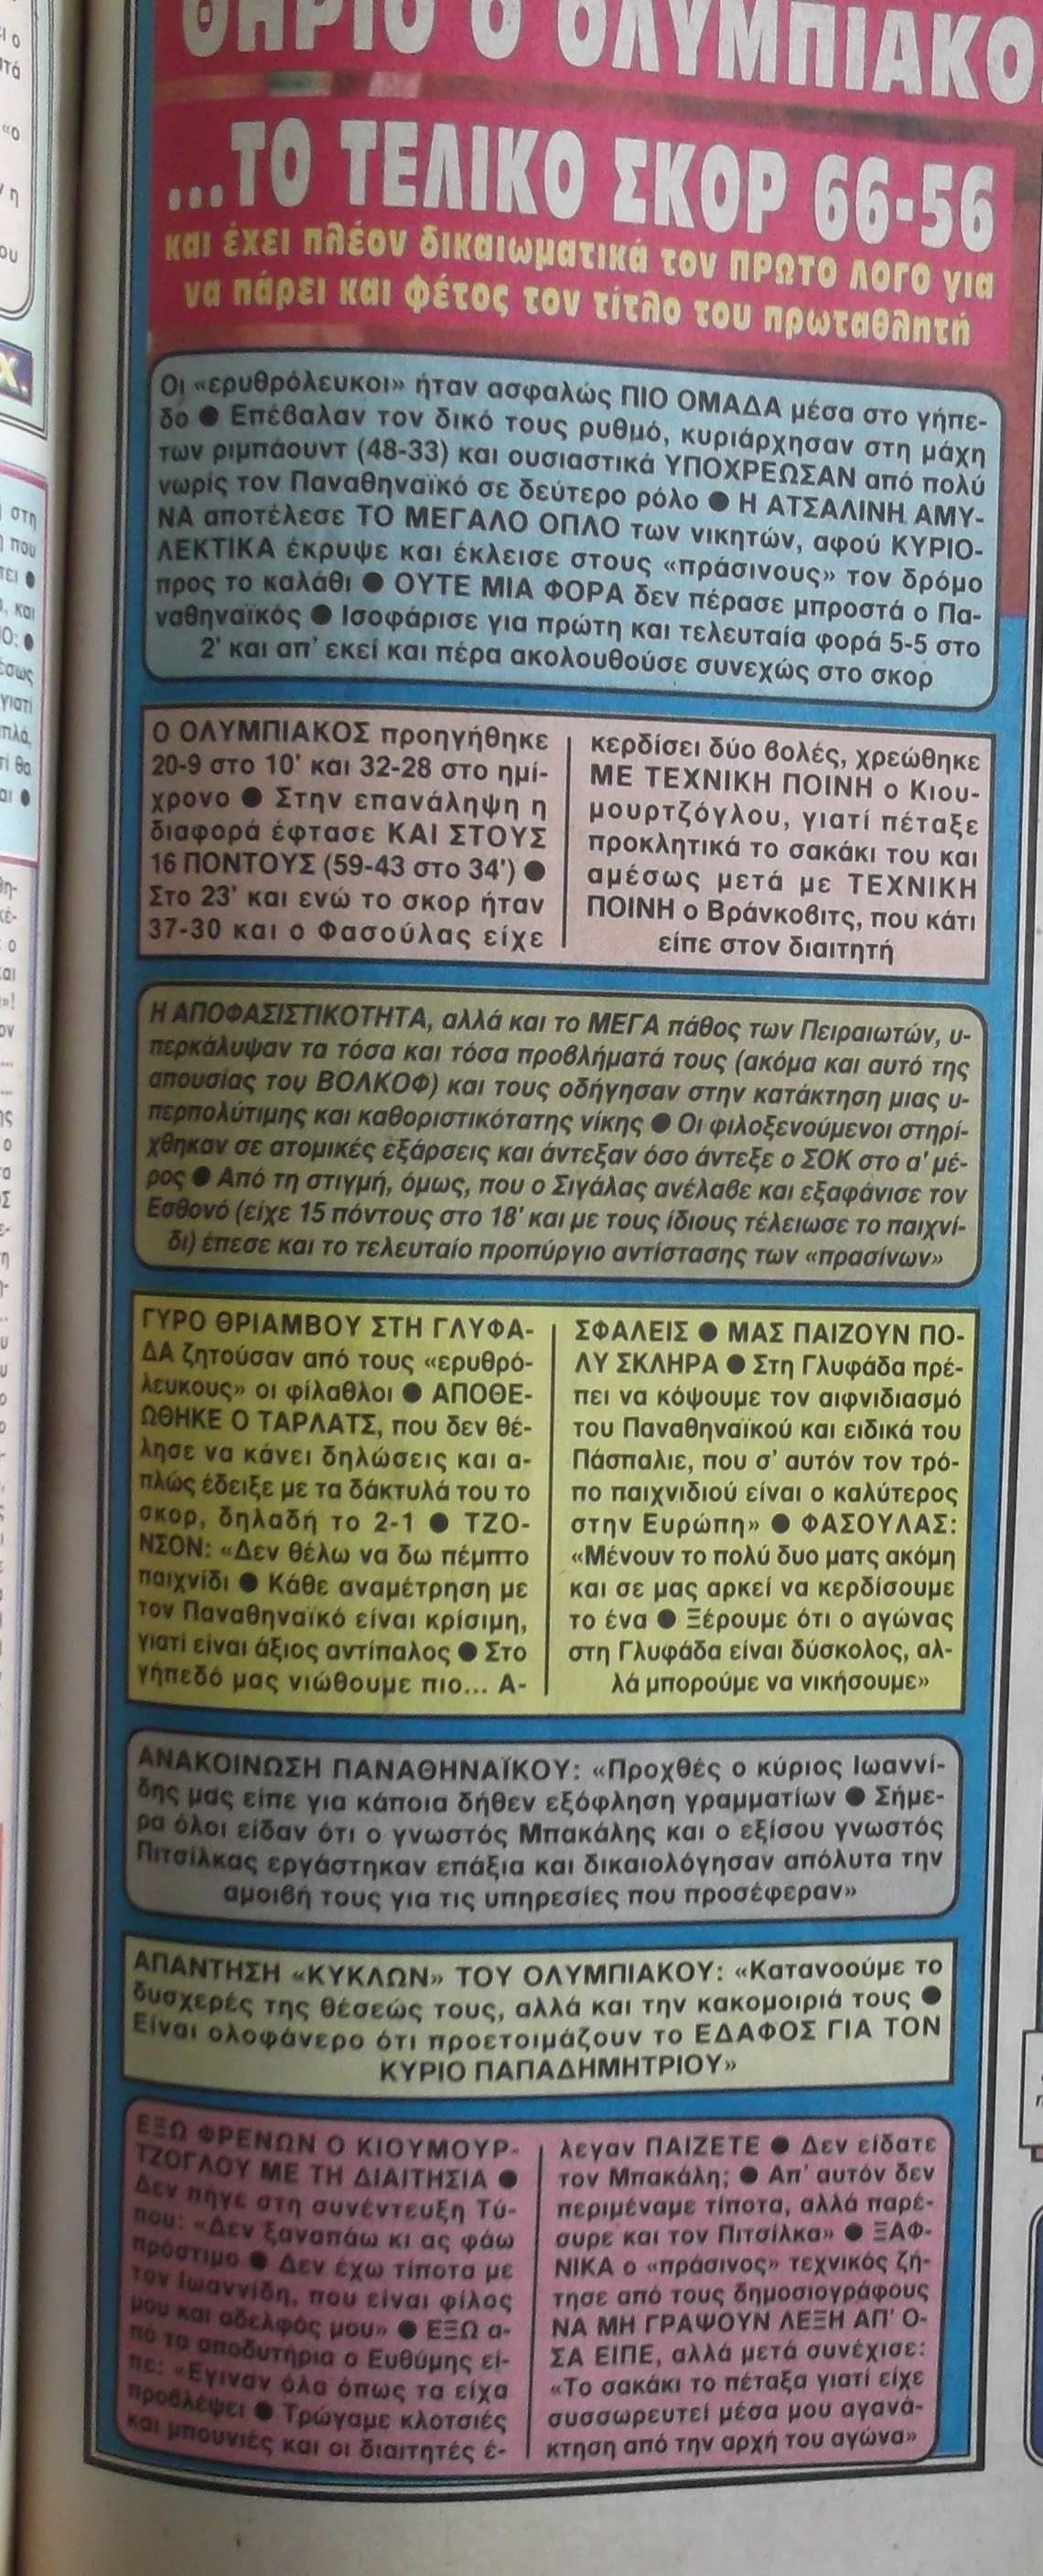 ΘΗΡΙΟ Ο ΟΛΥΜΠΙΑΚΟ
...ΤΟ ΤΕΛΙΚΟ ΣΚΟΡ 66-56
και έχει πλέον δικαιωματικά τον ΠΡΩΤΟ ΛΟΓΟ για
να πάρει και φέτος τον τίτλο του πρωταθλητή
Οι «ερυθρόλευκοι» ήταν ασφαλώς ΠΙΟ ΟΜΑΔΑ μέσα στο γήπε-
δο ● Επέβαλαν τον δικό τους ρυθμό, κυριάρχησαν στη μάχη
των ριμπάουντ (48-33) και ουσιαστικά ΥΠΟΧΡΕΩΣΑΝ από πολύ
νωρίς τον Παναθηναϊκό σε δεύτερο ρόλο ● Η ΑΤΣΑΛΙΝΗ ΑΜΥ-
ΝΑ αποτέλεσε ΤΟ ΜΕΓΑΛΟ ΟΠΛΟ των νικητών, αφού ΚΥΡΙΟ-
ΛΕΚΤΙΚΑ έκρυψε και έκλεισε στους «πράσινους» τον δρόμο
προς το καλάθι ● ΟΥΤΕ ΜΙΑ ΦΟΡΑ δεν πέρασε μπροστά ο Πα-
ναθηναϊκός ● Ισοφάρισε για πρώτη και τελευταία φορά 5-5 στο
2' και απ' εκεί και πέρα ακολουθούσε συνεχώς στο σκορ
Ο ΟΛΥΜΠΙΑΚΟΣ προηγήθηκε
20-9 στο 10' και 32-28 στο ημί-
χρονο ● Στην επανάληψη η
διαφορά έφτασε ΚΑΙ ΣΤΟΥΣ
16 ΠΟΝΤΟΥΣ (59-43 στο 34') ●
Στο 23' και ενώ το σκορ ήταν
37-30 και ο Φασούλας είχε
κερδίσει δύο βολές, χρεώθηκε
ΜΕ ΤΕΧΝΙΚΗ ΠΟΙΝΗ ο Κιου-
μουρτζόγλου, γιατί πέταξε
προκλητικά το σακάκι του και
αμέσως μετά με ΤΕΧΝΙΚΗ
ΠΟΙΝΗ ο Βράνκοβιτς, που κάτι
είπε στον διαιτητή
Η ΑΠΟΦΑΣΙΣΤΙΚΟΤΗΤΑ, αλλά και το ΜΕΓΑ πάθος των Πειραιωτών, υ-
περκάλυψαν τα τόσα και τόσα προβλήματά τους (ακόμα και αυτό της
απουσίας του ΒΟΛΚΟΦ) και τους οδήγησαν στην κατάκτηση μιας υ-
περπολύτιμης και καθοριστικότατης νίκης ● Οι φιλοξενούμενοι στηρί-
χθηκαν σε ατομικές εξάρσεις και άντεξαν όσο άντεξε ο ΣΟΚ στο α' μέ-
ρος ● Από τη στιγμή, όμως, που ο Σιγάλας ανέλαβε και εξαφάνισε τον
Εσθονό (είχε 15 πόντους στο 18' και με τους ίδιους τέλειωσε το παιχνί-
δι) έπεσε και το τελευταίο προπύργιο αντίστασης των «πρασίνων»
ΓΥΡΟ ΘΡΙΑΜΒΟΥ ΣΤΗ ΓΛΥΦΑ-
ΔΑ ζητούσαν από τους «ερυθρό-
λευκους» οι φίλαθλοι ● ΑΠΟΘΕ-
ΩΘΗΚΕ Ο ΤΑΡΛΑΤΣ, που δεν θέ-
λησε να κάνει δηλώσεις και α-
πλώς έδειξε με τα δάκτυλά του το
σκορ, δηλαδή το 2-1 ● ΤΖΟ-
ΝΣΟΝ: «Δεν θέλω να δω πέμπτο
παιχνίδι ● Κάθε αναμέτρηση με
τον Παναθηναϊκό είναι κρίσιμη,
γιατί είναι άξιος αντίπαλος ● Στο
γήπεδό μας νιώθουμε πιο... Α-
ΣΦΑΛΕΙΣ ● ΜΑΣ ΠΑΙΖΟΥΝ ΠΟ-
ΛΥ ΣΚΛΗΡΑ ● Στη Γλυφάδα πρέ-
πει να κόψουμε τον αιφνιδιασμό
του Παναθηναϊκού και ειδικά του
Πάσπαλιε, που σ' αυτόν τον τρό-
πο παιχνιδιού είναι ο καλύτερος
στην Ευρώπη» ● ΦΑΣΟΥΛΑΣ:
«Μένουν το πολύ δυο ματς ακόμη
και σε μας αρκεί να κερδίσουμε
το ένα ● Ξέρουμε ότι ο αγώνας
στη Γλυφάδα είναι δύσκολος, αλ-
λά μπορούμε να νικήσουμε»
ΑΝΑΚΟΙΝΩΣΗ ΠΑΝΑΘΗΝΑΪΚΟΥ: «Προχθές ο κύριος Ιωαννί-
δης μας είπε για κάποια δήθεν εξόφληση γραμματίων ● Σήμε-
ρα όλοι είδαν ότι ο γνωστός Μπακάλης και ο εξίσου γνωστός
Πιτσίλκας εργάστηκαν επάξια και δικαιολόγησαν απόλυτα την
αμοιβή τους για τις υπηρεσίες που προσέφεραν»
ΑΠΑΝΤΗΣΗ «ΚΥΚΛΩΝ» ΤΟΥ ΟΛΥΜΠΙΑΚΟΥ: «Κατανοούμε το
δυσχερές της θέσεώς τους, αλλά και την κακομοιριά τους ●
Είναι ολοφάνερο ότι προετοιμάζουν το ΕΔΑΦΟΣ ΓΙΑ ΤΟΝ
ΚΥΡΙΟ ΠΑΠΑΔΗΜΗΤΡΙΟΥ»
ΕΞΩ ΦΡΕΝΩΝ Ο ΚΙΟΥΜΟΥΡ-
ΤΖΟΓΛΟΥ ΜΕ ΤΗ ΔΙΑΙΤΗΣΙΑ ●
Δεν πήγε στη συνέντευξη Τύ-
που: «Δεν ξαναπάω κι ας φάω
πρόστιμο ● Δεν έχω τίποτα με
τον Ιωαννίδη, που είναι φίλος
μου και αδελφός μου» ● ΕΞΩ α-
πό τα αποδυτήρια ο Ευθύμης εί-
πε: «Εγιναν όλα όπως τα είχα
προβλέψει ● Τρώγαμε κλοτσιές
και μπουνιές και οι διαιτητές έ-
λεγαν ΠΑΙΖΕΤΕ ● Δεν είδατε
τον Μπακάλη; ● Απ' αυτόν δεν
περιμέναμε τίποτα, αλλά παρέ-
συρε και τον Πιτσίλκα» ● ΞΑΦ-
ΝΙΚΑ ο «πράσινος» τεχνικός ζή-
τησε από τους δημοσιογράφους
ΝΑ ΜΗ ΓΡΑΨΟΥΝ ΛΕΞΗ ΑΠ' Ο-
ΣΑ ΕΙΠΕ, αλλά μετά συνέχισε:
«Το σακάκι το πέταξα γιατί είχε
συσσωρευτεί μέσα μου αγανά-
κτηση από την αρχή του αγώνα»